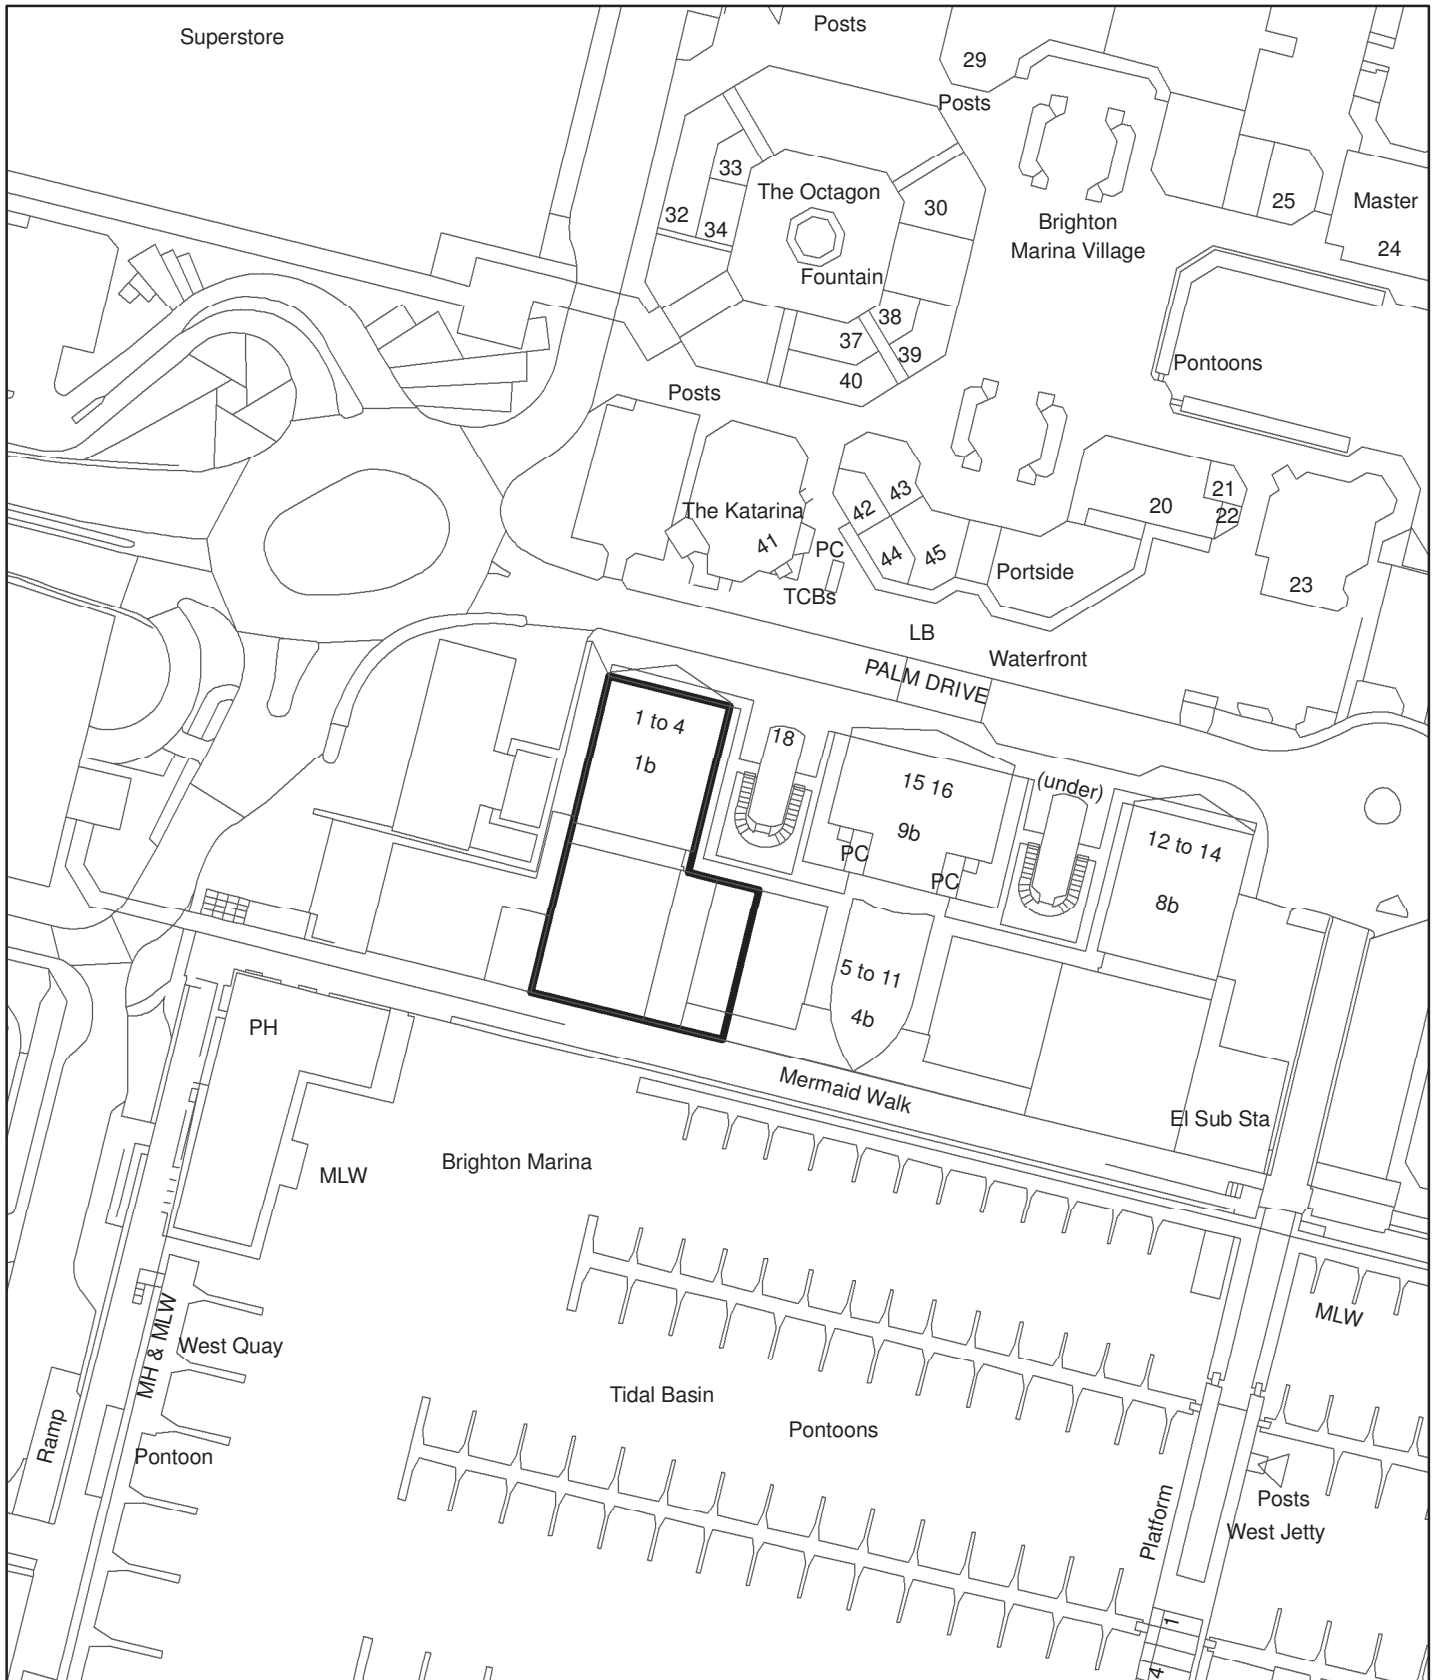 Superstore
Posts
29
Posts
33
The Octagon
32
34
30
25
Master
24
Brighton
Marina Village
Fountain
38
37
39
40
Pontoons
Posts
43
42
The Katarina
41
PC
44
45
20
21
22
Portside
23
TCBs
LB
Waterfront
PALM DRIVE
1 to 4
1b
18
15 16
9b
(under)
PC
PC
12 to 14
8b
5 to 11
4b
PH
Mermaid Walk
El Sub Sta
MLW
Brighton Marina
MLW
MH & MLW
West Quay
Tidal Basin
Pontoons
Ramp
Pontoon
Platform
Posts
West Jetty
1
4